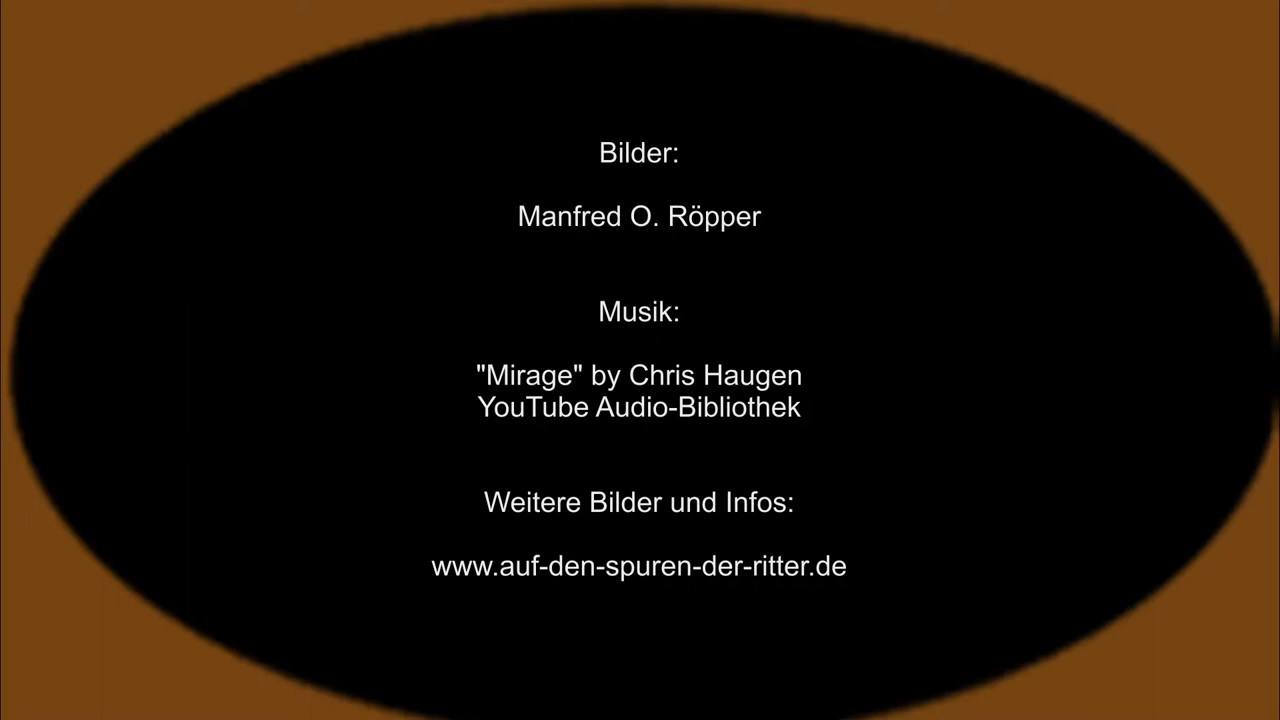 Bilder:
Manfred O. Röpper
Musik:
"Mirage" by Chris Haugen
YouTube Audio-Bibliothek
Weitere Bilder und Infos:
www.auf-den-spuren-der-ritter.de